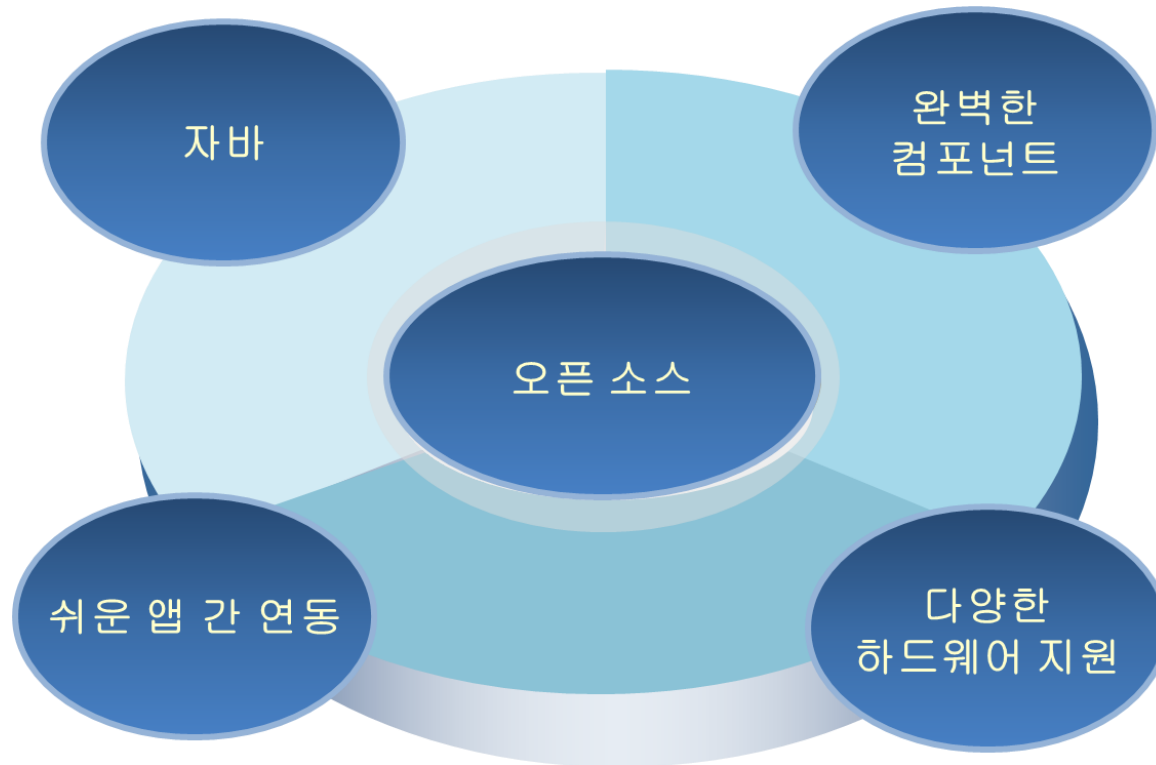 자바
완벽한
컴포넌트
오픈 소스
쉬운 앱 간 연동
다양한
하드웨어 지원